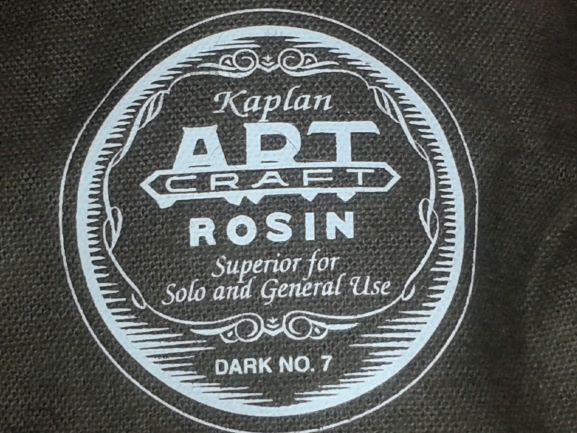 Kaplan
ART
CRAFT
ROSIN
Superior for
Solo and General Use
DARK NO. 7